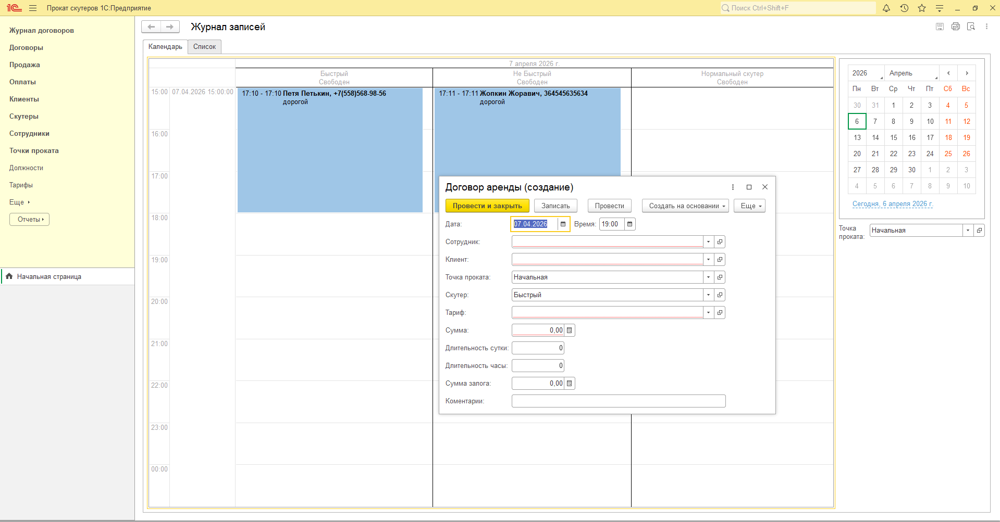 1С Прокат скутеров 1С:Предприятие
Поиск Ctrl+Shift+F
Журнал договоров
Договоры
Продажа
Оплаты
Клиенты
Скутеры
Сотрудники
Точки проката
Должности
Тарифы
Еще
Отчеты
Начальная страница
Журнал записей
Календарь
Список
7 апреля 2026 г.
Быстрый
Свободен
Не Быстрый
Свободен
Нормальный скутер
Свободен
15:00 07.04.2026 15:00:00
17:10 - 17:10 Петя Петькин, +7(558)568-98-56
дорогой
17:11 - 17:11 Жопкин Жоравич, 364545635634
дорогой
16:00
17:00
18:00
19:00
20:00
21:00
22:00
23:00
00:00
Договор аренды (создание)
Провести и закрыть
Записать
Провести
Создать на основании
Еще
Дата: 07.04.2026 Время: 19:00
Сотрудник:
Клиент:
Точка проката: Начальная
Скутер: Быстрый
Тариф:
Сумма: 0,00
Длительность сутки: 0
Длительность часы: 0
Сумма залога: 0,00
Коментарии:
2026 Апрель
Пн Вт Ср Чт Пт Сб Вс
30 31 1 2 3 4 5
6 7 8 9 10 11 12
13 14 15 16 17 18 19
20 21 22 23 24 25 26
27 28 29 30 1 2 3
4 5 6 7 8 9 10
Сегодня, 6 апреля 2026 г.
Точка
проката: Начальная